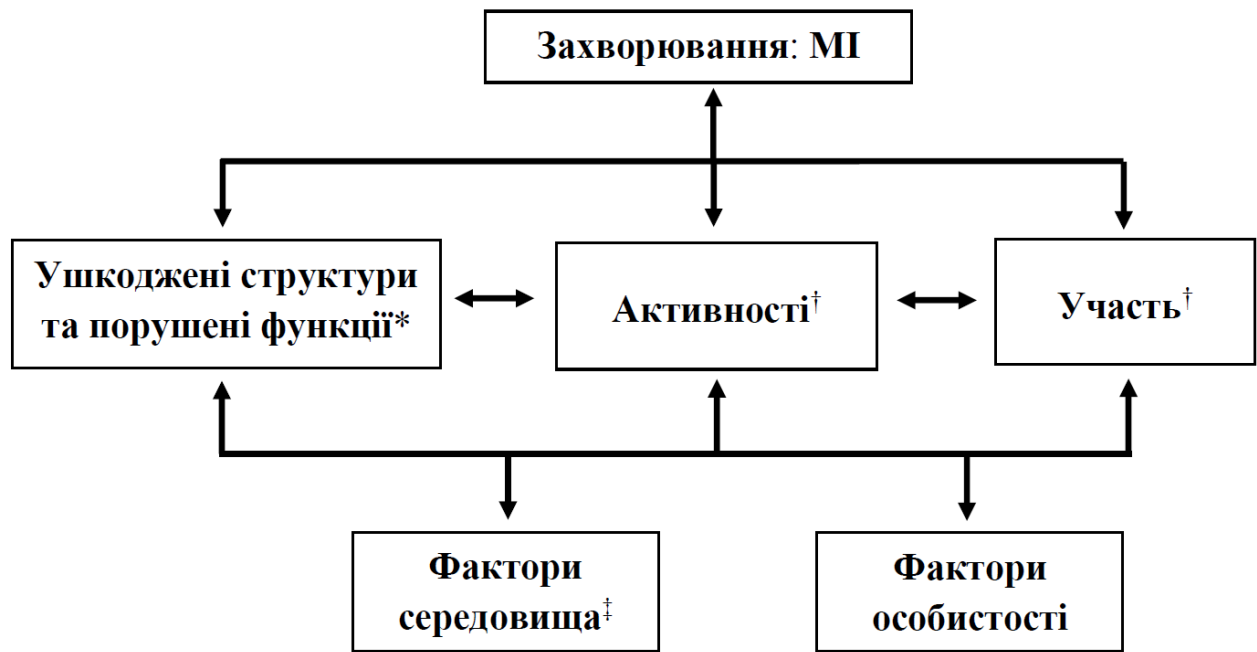 Захворювання: МІ
Ушкоджені структури
та порушені функції*
Активності†
Участь†
Фактори
середовища‡
Фактори
особистості